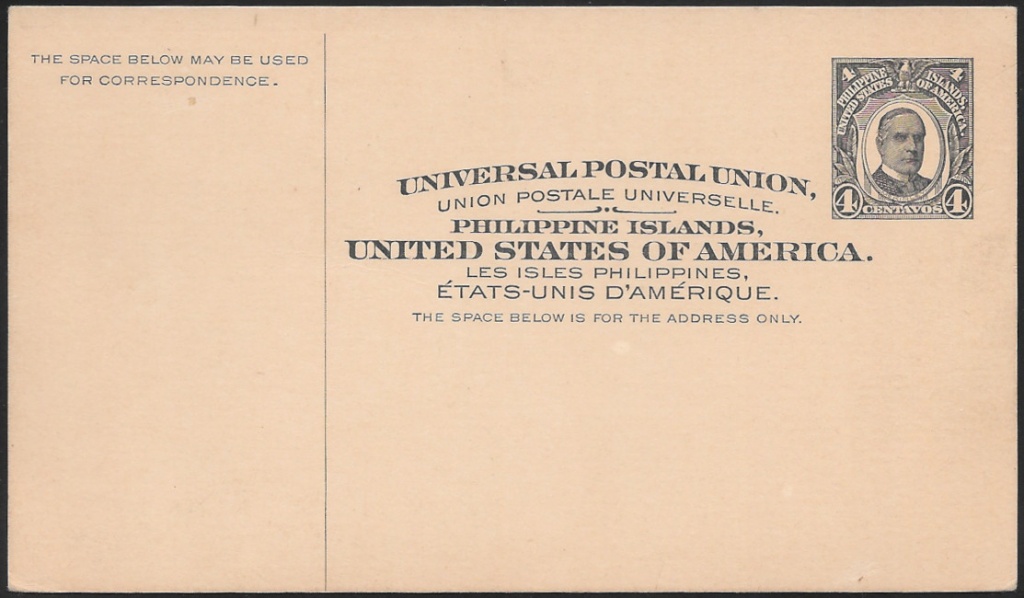 THE SPACE BELOW MAY BE USED
FOR CORRESPONDENCE.
4 4
PHILIPPINE ISLANDS,
UNITED STATES OF AMERICA.
4 CENTAVOS 4
UNIVERSAL POSTAL UNION,
UNION POSTALE UNIVERSELLE.
PHILIPPINE ISLANDS,
UNITED STATES OF AMERICA.
LES ISLES PHILIPPINES,
ÉTATS-UNIS D'AMÉRIQUE.
THE SPACE BELOW IS FOR THE ADDRESS ONLY.